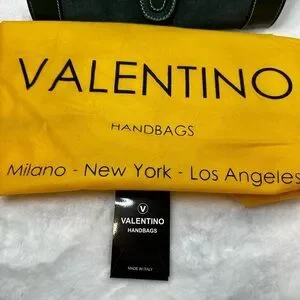 VALENTINO
HANDBAGS
Milano - New York - Los Angeles
V
VALENTINO
HANDBAGS
MADE IN ITALY